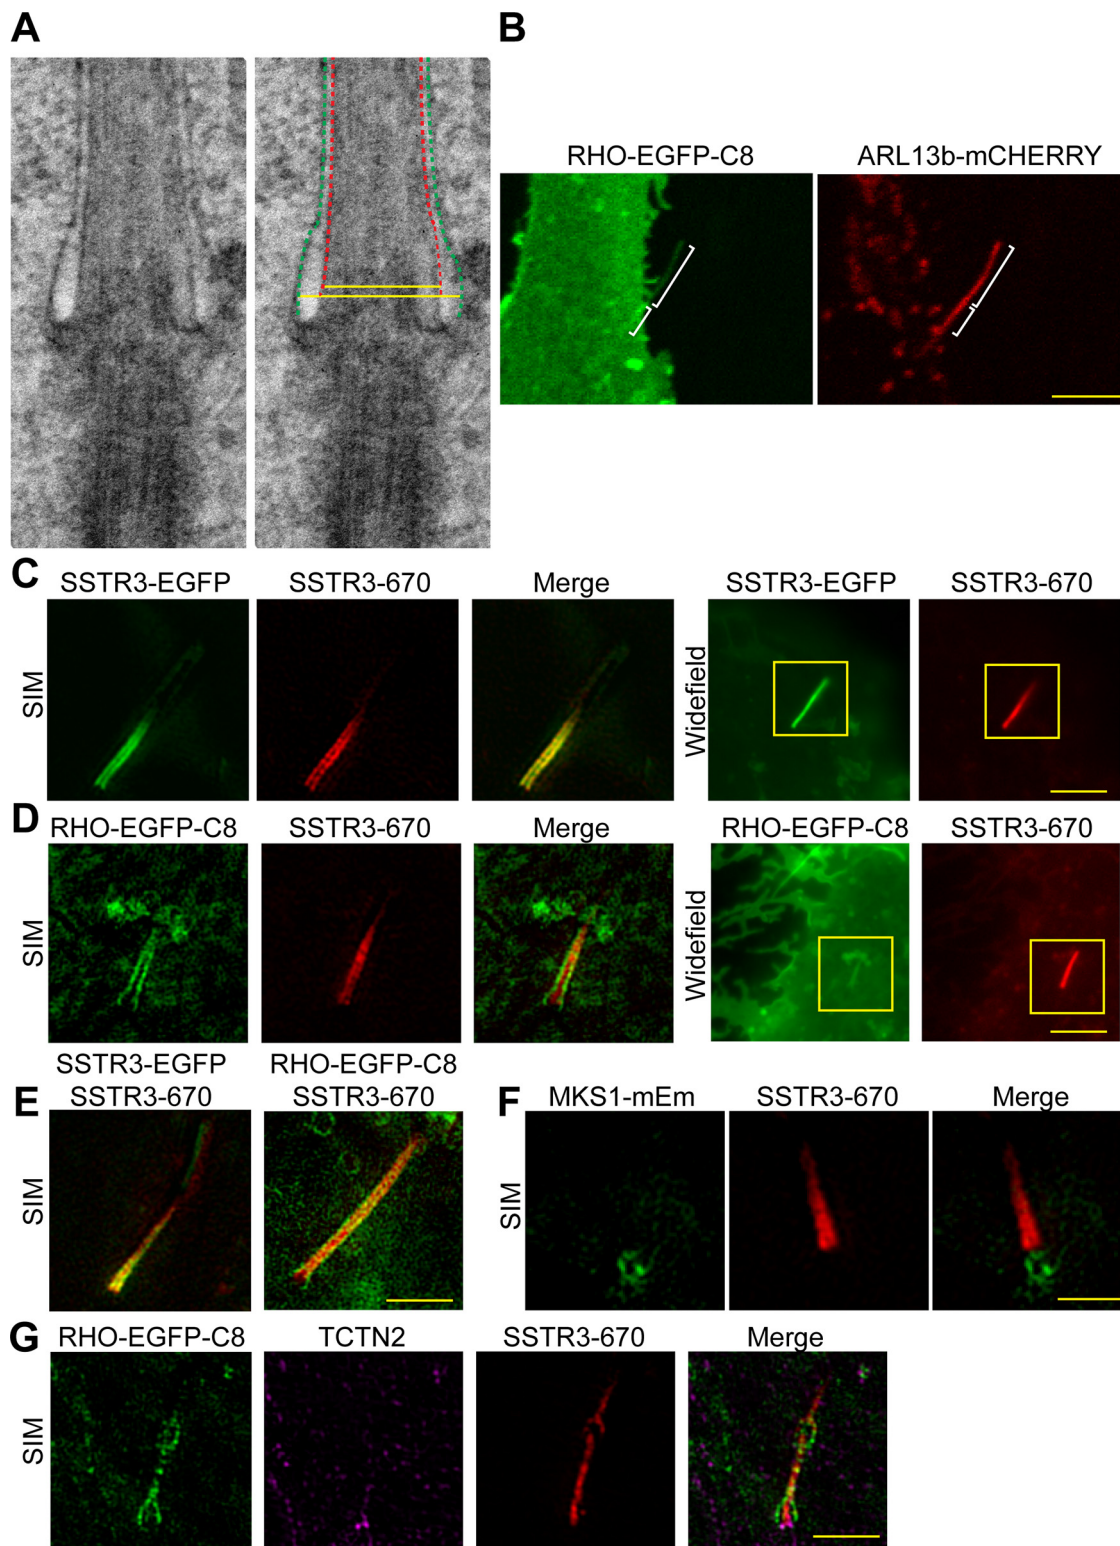 A
B
RHO-EGFP-C8 ARL13b-mCHERRY
C
SSTR3-EGFP SSTR3-670 Merge SSTR3-EGFP SSTR3-670
SIM
Widefield
D
RHO-EGFP-C8 SSTR3-670 Merge RHO-EGFP-C8 SSTR3-670
SIM
Widefield
E
SSTR3-EGFP RHO-EGFP-C8
SSTR3-670 SSTR3-670
SIM
F
MKS1-mEm SSTR3-670 Merge
SIM
G
RHO-EGFP-C8 TCTN2 SSTR3-670 Merge
SIM